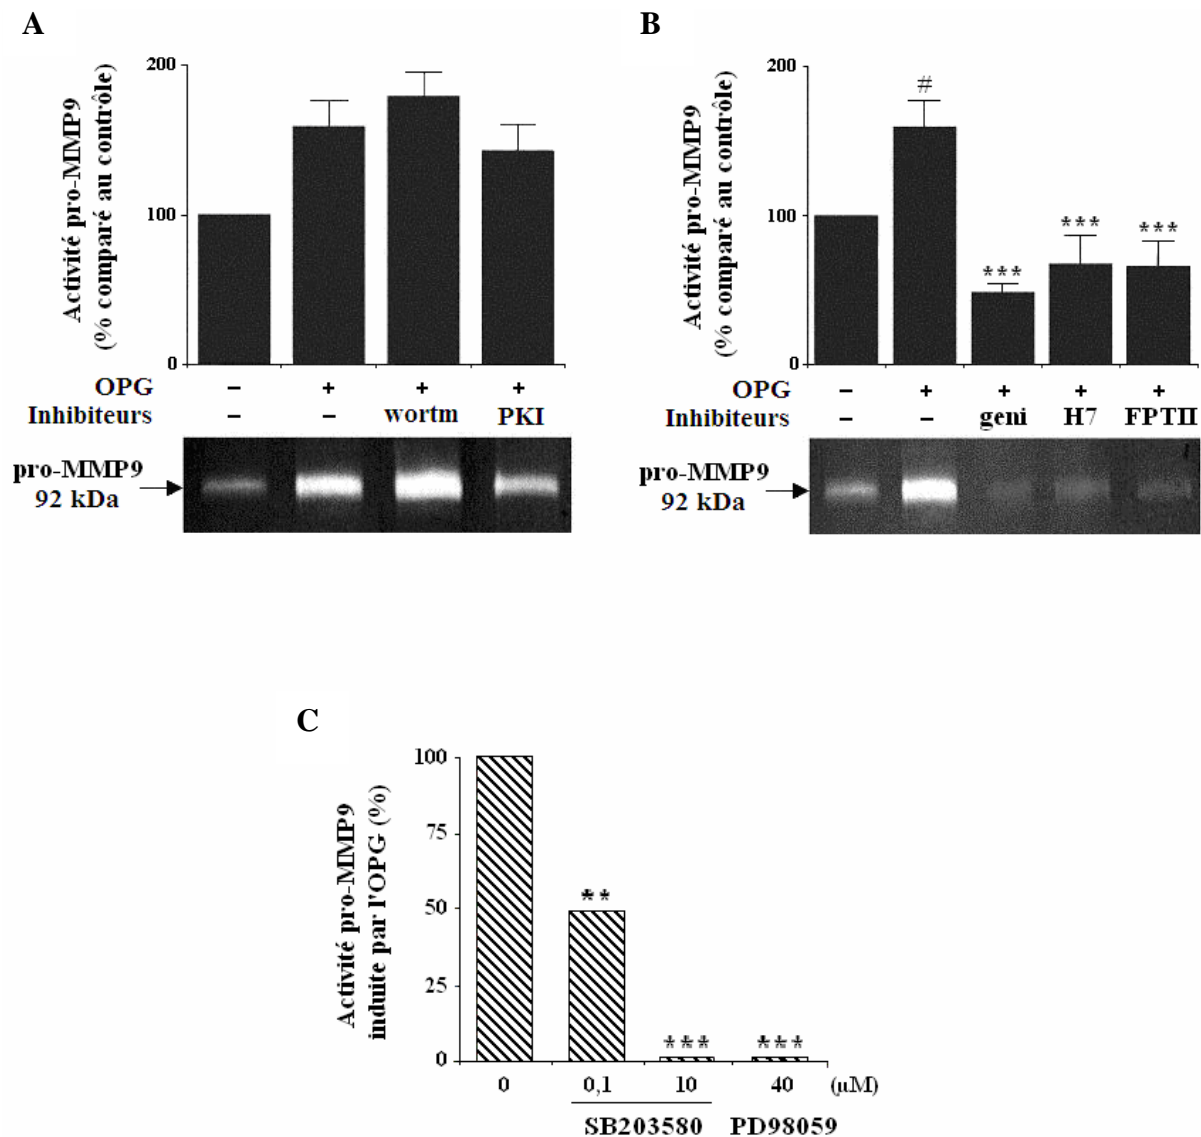 A
Activité pro-MMP9
(% comparé au contrôle)
200
100
0
OPG - + + +
Inhibiteurs - - wortm PKI
pro-MMP9
92 kDa
B
Activité pro-MMP9
(% comparé au contrôle)
200
100
0
#
***
***
***
OPG - + + + +
Inhibiteurs - - geni H7 FPTII
pro-MMP9
92 kDa
C
Activité pro-MMP9
induite par l'OPG (%)
100
75
50
25
0
**
***
***
0 0,1 10 40 (µM)
SB203580 PD98059